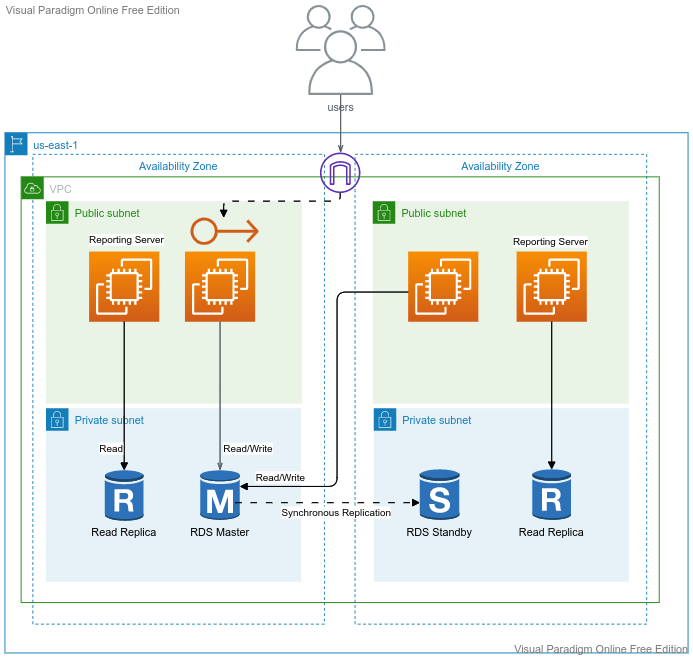 Visual Paradigm Online Free Edition
users
us-east-1
Availability Zone
Availability Zone
VPC
Public subnet
Public subnet
Reporting Server
Reporting Server
Private subnet
Private subnet
Read
Read/Write
Read/Write
R
M
S
R
Synchronous Replication
Read Replica
RDS Master
RDS Standby
Read Replica
Visual Paradigm Online Free Edition